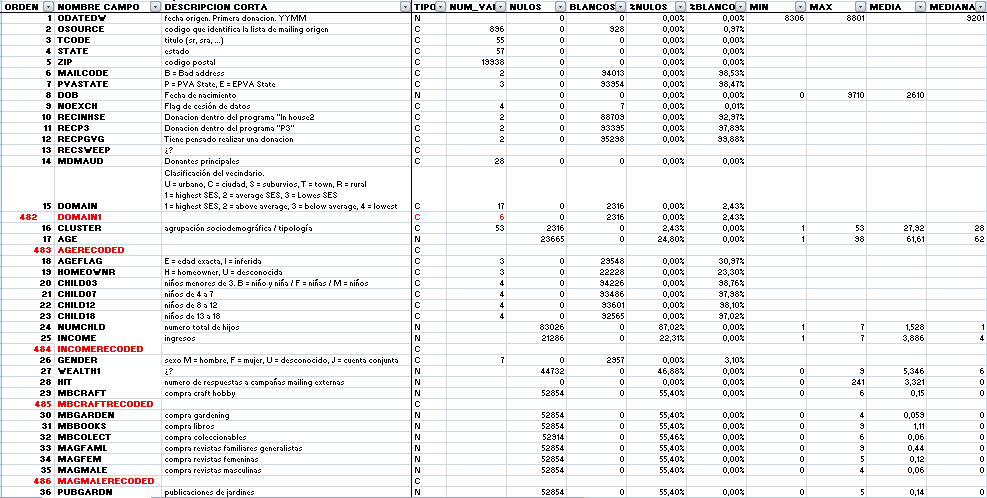 ORDEN NOMBRE CAMPO DESCRIPCION CORTA TIPO NUM_VAL NULOS BLANCOS %NULOS %BLANCO MIN MAX MEDIA MEDIANA
1 ODATEDW fecha origen. Primera donacion. YYMM N 0 0 0,00% 0,00% 8306 8801 9201
2 OSOURCE codigo que identifica la lista de mailing origen C 896 0 928 0,00% 0,97%
3 TCODE titulo (sr, sra, ...) C 55 0 0 0,00% 0,00%
4 STATE estado C 57 0 0 0,00% 0,00%
5 ZIP codigo postal C 19938 0 0 0,00% 0,00%
6 MAILCODE B = Bad address C 2 0 94013 0,00% 98,53%
7 PVASTATE P = PVA State, E = EPVA State C 3 0 93954 0,00% 98,47%
8 DOB Fecha de nacimiento N 0 0 0,00% 0,00% 0 9710 2610
9 NOEXCH Flag de cesión de datos C 4 0 7 0,00% 0,01%
10 RECINHSE Donacion dentro del programa "In house2 C 2 0 88709 0,00% 92,97%
11 RECP3 Donacion dentro del programa "P3" C 2 0 93395 0,00% 97,89%
12 RECPGVG Tiene pensado realizar una donacion C 2 0 95298 0,00% 99,88%
13 RECSWEEP ¿? C
14 MDMAUD Donantes principales C 28 0 0 0,00% 0,00%
Clasificación del vecindario.
U = urbano, C = ciudad, S = suburvios, T = town, R = rural
1 = highest SES, 2 = average SES, 3 = Lowes SES
15 DOMAIN 1 = highest SES, 2 = above average, 3 = below average, 4 = lowest C 17 0 2316 0,00% 2,43%
482 DOMAIN1 C 6 0 2316 0,00% 2,43%
16 CLUSTER agrupación sociodemográfica / tipología C 53 2316 0 2,43% 0,00% 1 53 27,92 28
17 AGE N 23665 0 24,80% 0,00% 1 98 61,61 62
483 AGERECODED C
18 AGEFLAG E = edad exacta, I = inferida C 3 0 29548 0,00% 30,97%
19 HOMEOWNR H = homeowner, U = desconocida C 3 0 22228 0,00% 23,30%
20 CHILD03 niños menores de 3. B = niño y niña / F = niñas / M = niños C 4 0 94226 0,00% 98,76%
21 CHILD07 niños de 4 a 7 C 4 0 93486 0,00% 97,98%
22 CHILD12 niños de 8 a 12 C 4 0 93601 0,00% 98,10%
23 CHILD18 niños de 13 a 18 C 4 0 92565 0,00% 97,02%
24 NUMCHLD numero total de hijos N 83026 0 87,02% 0,00% 1 7 1,528 1
25 INCOME ingresos N 21286 0 22,31% 0,00% 1 7 3,886 4
484 INCOMERECODED C
26 GENDER sexo M = hombre, F = mujer, U = desconocido, J = cuenta conjunta C 7 0 2957 0,00% 3,10%
27 WEALTH1 ¿? N 44732 0 46,88% 0,00% 0 9 5,346 6
28 HIT numero de respuestas a campañas mailing externas N 0 0 0,00% 0,00% 0 241 3,321 0
29 MBCRAFT compra craft hobby N 52854 0 55,40% 0,00% 0 6 0,15 0
485 MBCRAFTRECODED C
30 MBGARDEN compra gardening N 52854 0 55,40% 0,00% 0 4 0,059 0
31 MBBOOKS compra libros N 52854 0 55,40% 0,00% 0 9 1,11 0
32 MBCOLECT compra coleccionables N 52914 0 55,46% 0,00% 0 6 0,06 0
33 MAGFAML compra revistas familiares generalistas N 52854 0 55,40% 0,00% 0 9 0,44 0
34 MAGFEM compra revistas femeninas N 52854 0 55,40% 0,00% 0 5 0,12 0
35 MAGMALE compra revistas masculinas N 52854 0 55,40% 0,00% 0 4 0,06 0
486 MAGMALERECODED C
36 PUBGARDN publicaciones de jardines N 52854 0 55,40% 0,00% 0 5 0,14 0